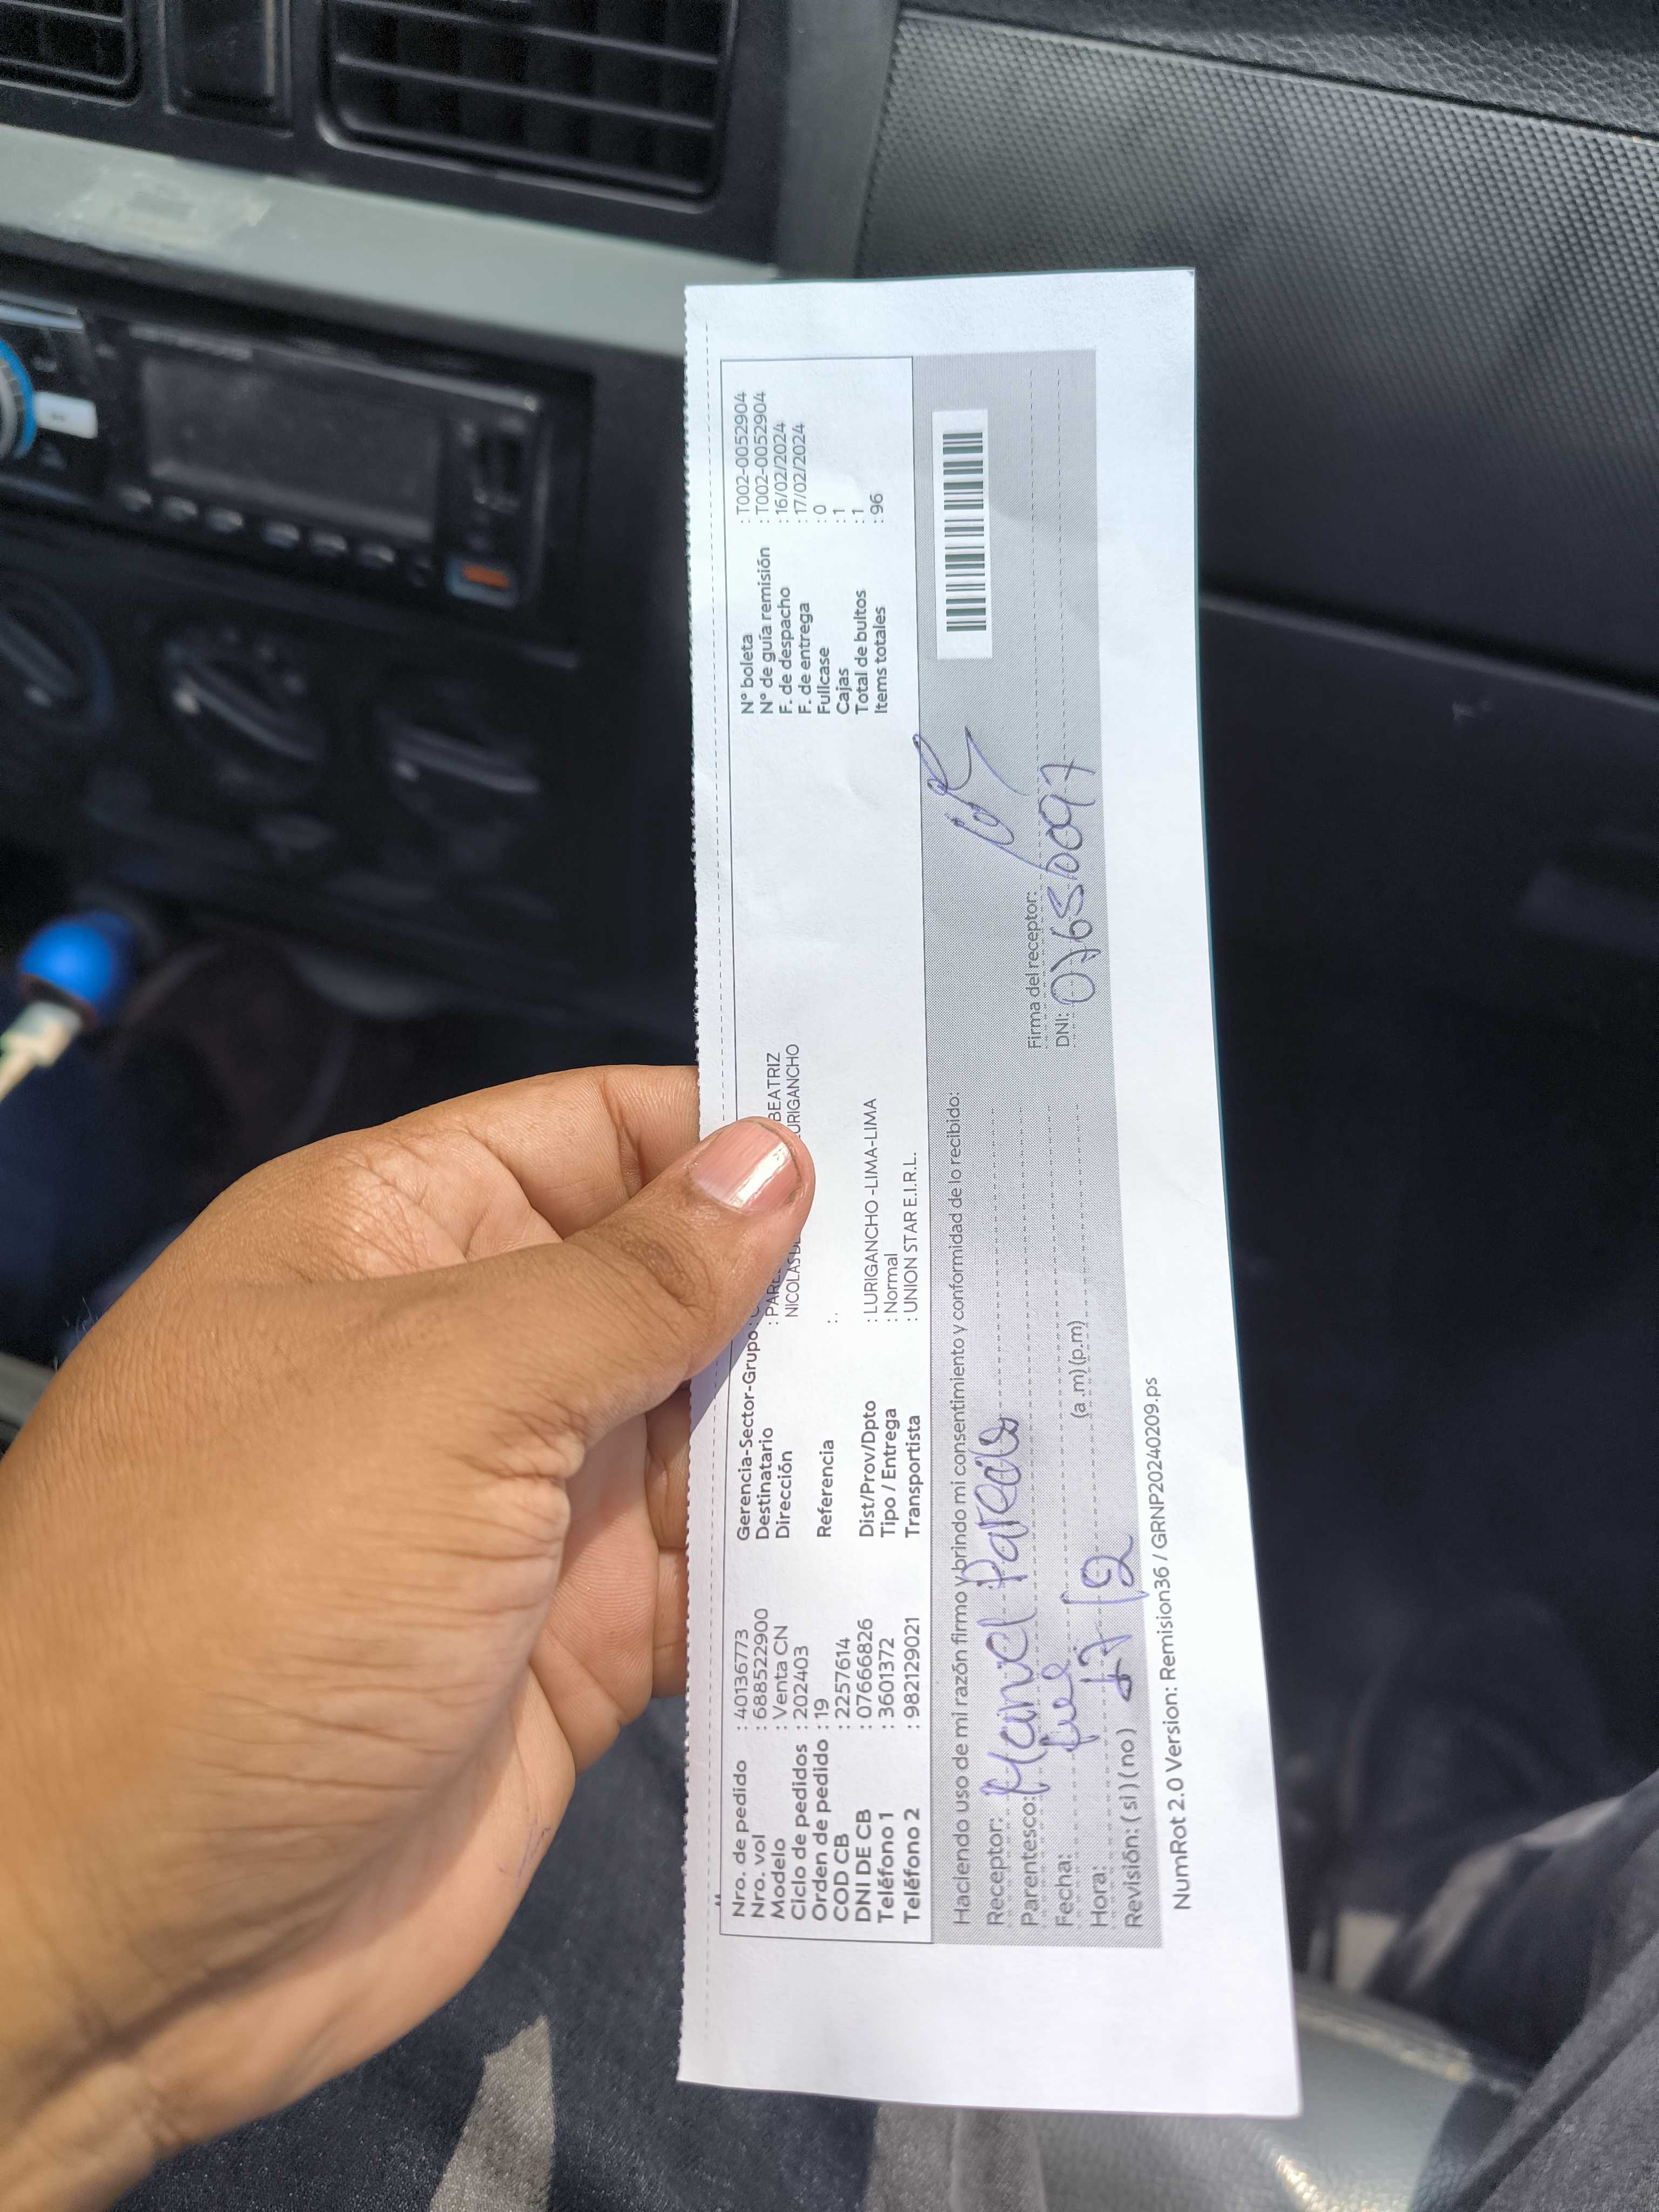 Nro. de pedido : 40136773
Nro. vol : 688522900
Modelo : Venta CN
Ciclo de pedidos : 202403
Orden de pedido : 19
COD CB : 2257614
DNI DE CB : 07666826
Teléfono 1 : 3601372
Teléfono 2 : 982129021
Gerencia-Sector-Grupo :
Destinatario : BEATRIZ
Dirección NICOLAS
Referencia : .
Dist/Prov/Dpto : LURIGANCHO -LIMA-LIMA
Tipo / Entrega : Normal
Transportista : UNION STAR E.I.R.L.
N° boleta : T002-0052904
N° de guía remisión : T002-0052904
F. de despacho : 16/02/2024
F. de entrega : 17/02/2024
Fullcase : 0
Cajas : 1
Total de bultos : 1
Items totales : 96
Haciendo uso de mi razón firmo y brindo mi consentimiento y conformidad de lo recibido:
Receptor: Manuel Paredes
Parentesco:
Fecha: 17/2
Hora: (a .m) (p.m)
Revisión: ( si ) ( no )
Firma del receptor:
DNI:
NumRot 2.0 Version: Remision36 / GRNP20240209.ps